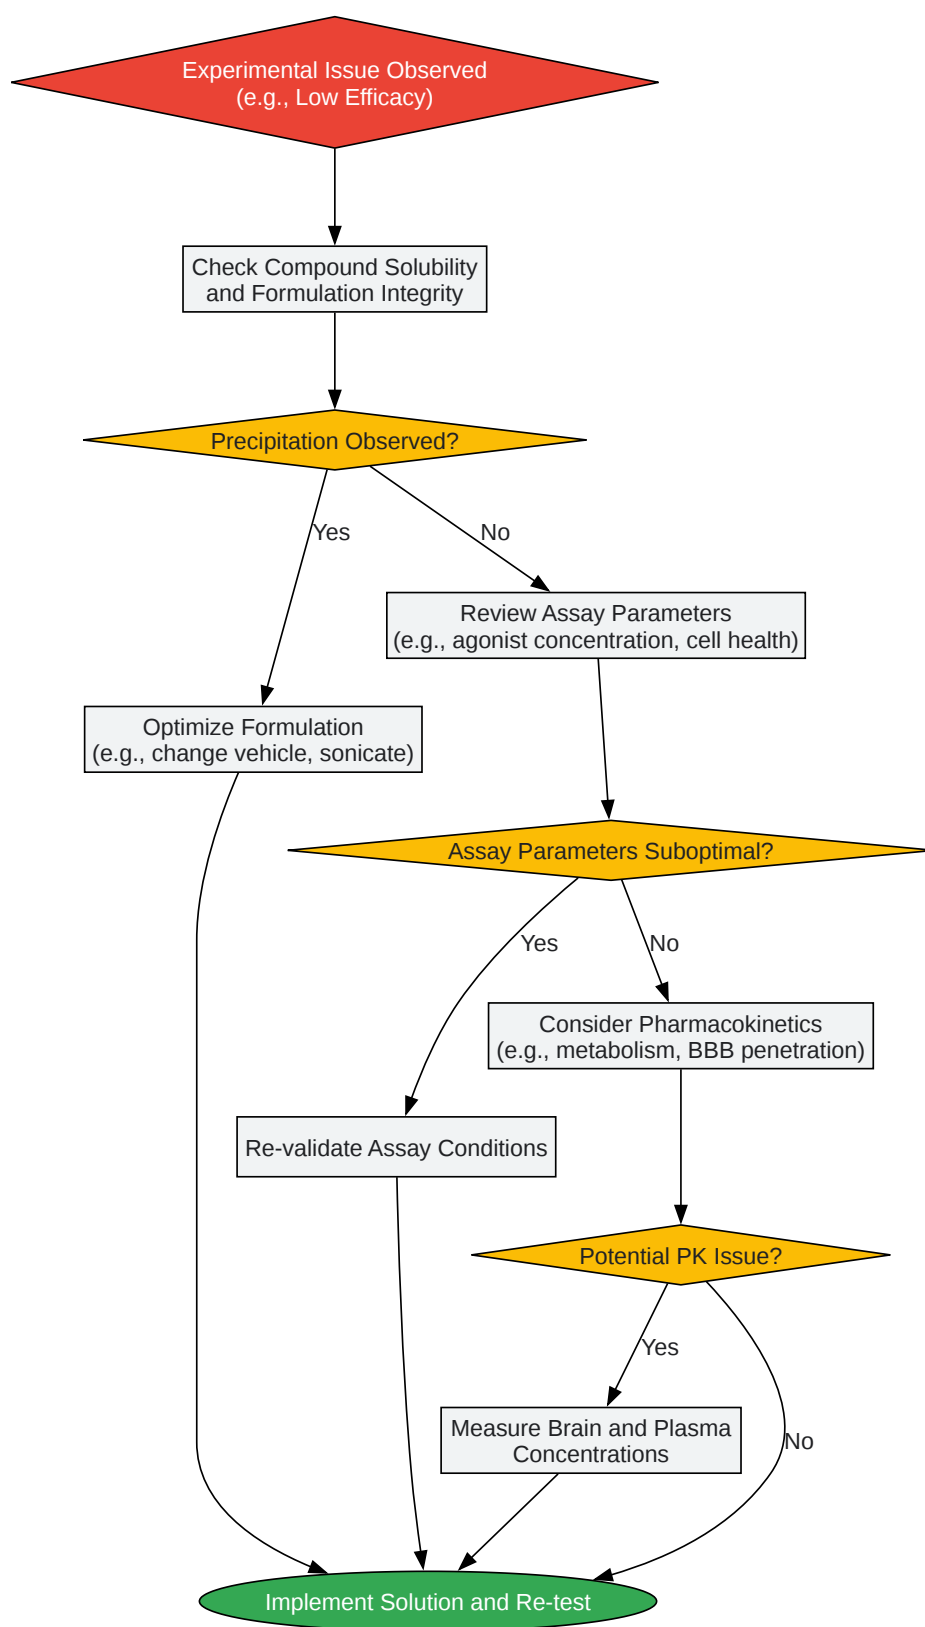 Experimental Issue Observed
(e.g., Low Efficacy)
Check Compound Solubility
and Formulation Integrity
Precipitation Observed?
Yes
No
Review Assay Parameters
(e.g., agonist concentration, cell health)
Optimize Formulation
(e.g., change vehicle, sonicate)
Assay Parameters Suboptimal?
Yes
No
Consider Pharmacokinetics
(e.g., metabolism, BBB penetration)
Re-validate Assay Conditions
Potential PK Issue?
Yes
Measure Brain and Plasma
Concentrations
No
Implement Solution and Re-test